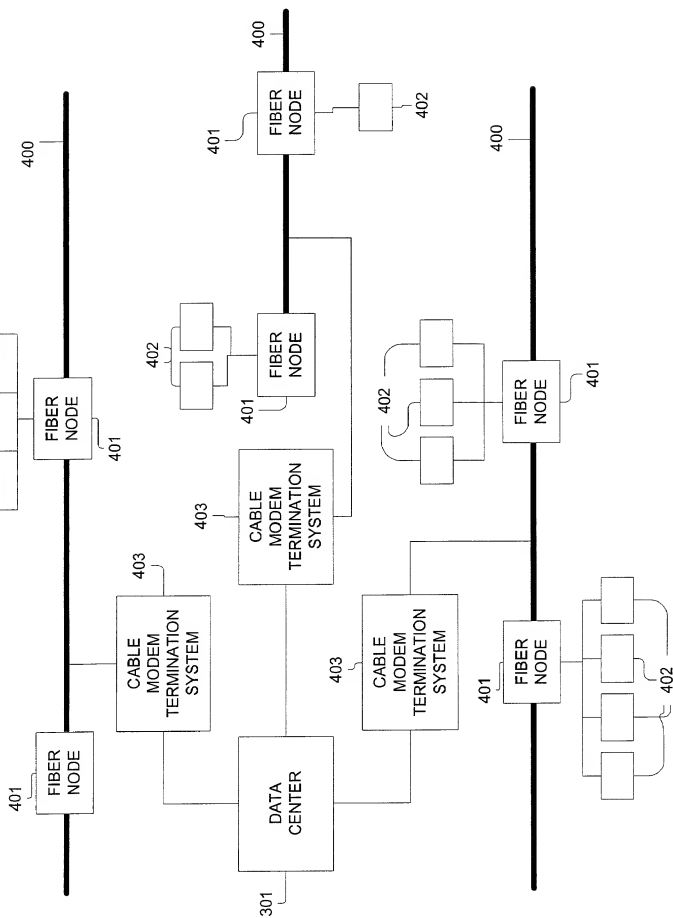 400
FIBER
NODE
401
FIBER
NODE
401
400
FIBER
NODE
401
402
402
FIBER
NODE
401
CABLE
MODEM
TERMINATION
SYSTEM
403
CABLE
MODEM
TERMINATION
SYSTEM
403
DATA
CENTER
301
CABLE
MODEM
TERMINATION
SYSTEM
403
400
402
FIBER
NODE
401
FIBER
NODE
401
402